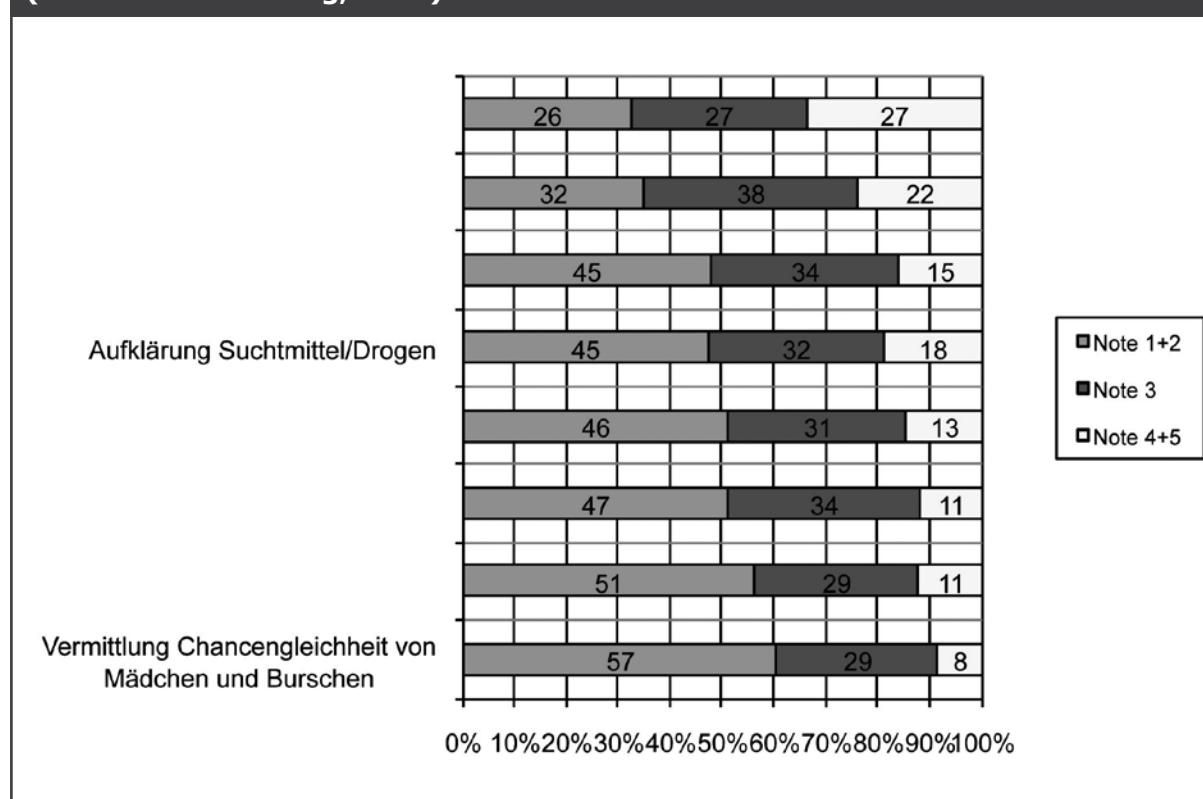 26 27 27
32 38 22
45 34 15
Aufklärung Suchtmittel/Drogen 45 32 18
46 31 13
47 34 11
51 29 11
Vermittlung Chancengleichheit von
Mädchen und Burschen 57 29 8
0% 10%20%30%40%50%60%70%80%90%100%
Note 1+2
Note 3
Note 4+5